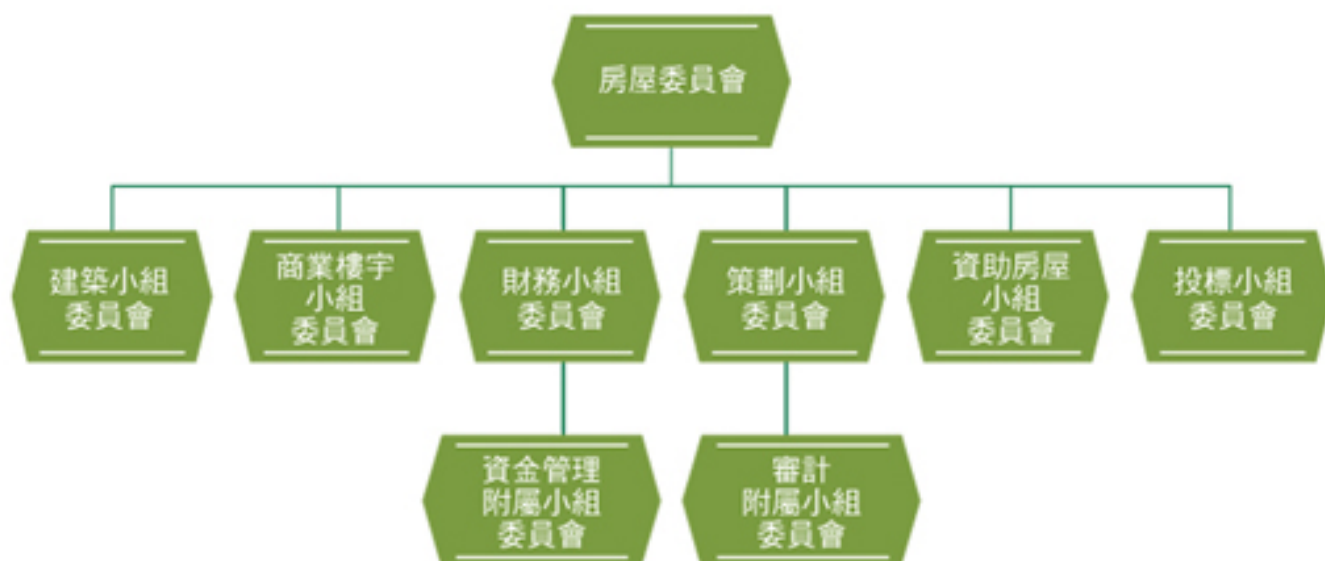 房屋委員會
建築小組
委員會
商業樓宇
小組
委員會
財務小組
委員會
策劃小組
委員會
資助房屋
小組
委員會
投標小組
委員會
資金管理
附屬小組
委員會
審計
附屬小組
委員會